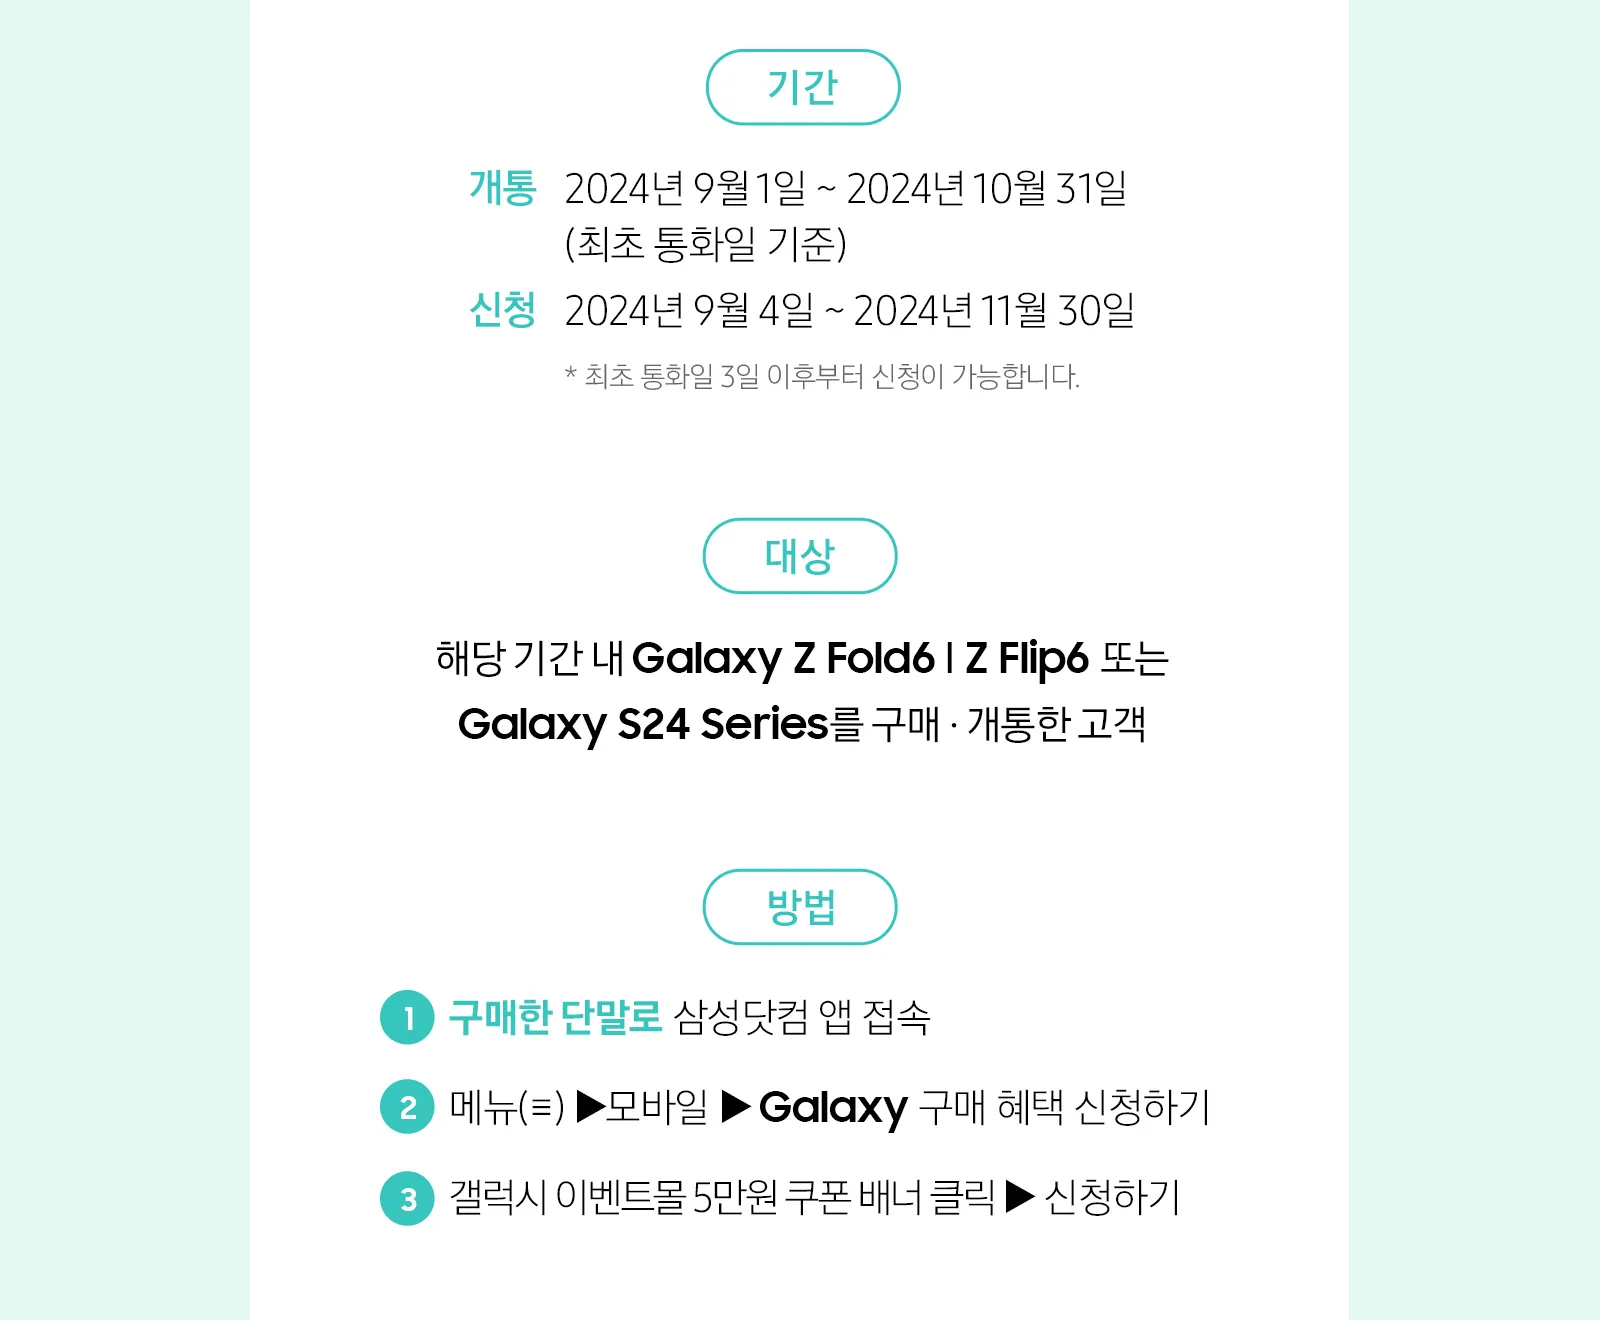 기간
개통 2024년 9월 1일 ~ 2024년 10월 31일
(최초 통화일 기준)
신청 2024년 9월 4일 ~ 2024년 11월 30일
* 최초 통화일 3일 이후부터 신청이 가능합니다.
대상
해당 기간 내 Galaxy Z Fold6 | Z Flip6 또는
Galaxy S24 Series를 구매 · 개통한 고객
방법
1 구매한 단말로 삼성닷컴 앱 접속
2 메뉴(≡) ▶모바일 ▶ Galaxy 구매 혜택 신청하기
3 갤럭시 이벤트몰 5만원 쿠폰 배너 클릭 ▶ 신청하기